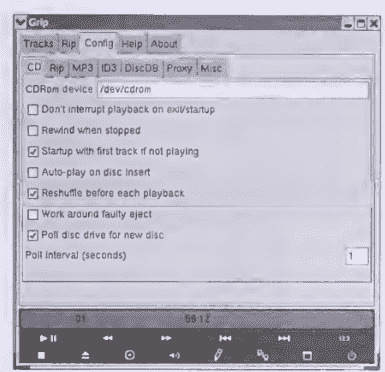 Grip
Tracks Rip Config Help About
CD Rip MP3 ID3 DiscDB Proxy Misc
CDRom device /dev/cdrom
Don't interrupt playback on exit/startup
Rewind when stopped
Startup with first track if not playing
Auto-play on disc insert
Reshuffle before each playback
Work around faulty eject
Poll disc drive for new disc
Poll interval (seconds) 1
01
123